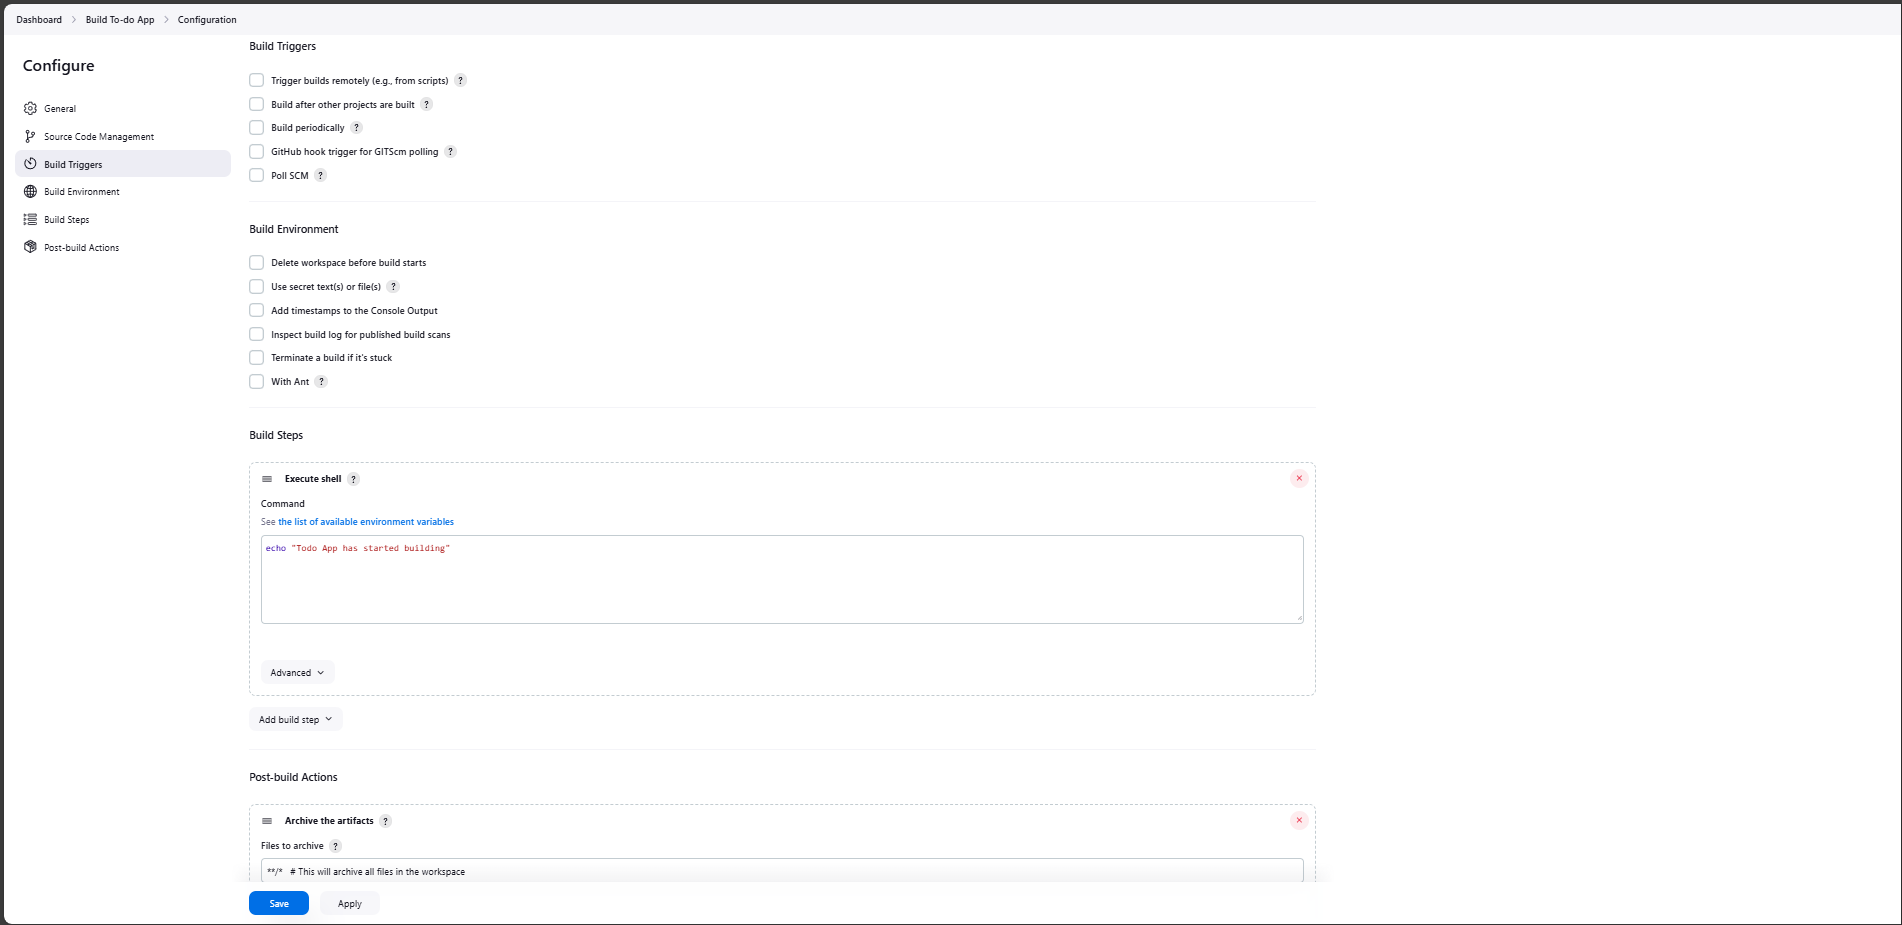 Dashboard > Build To-do App > Configuration
Configure
General
Source Code Management
Build Triggers
Build Environment
Build Steps
Post-build Actions
Build Triggers
Trigger builds remotely (e.g., from scripts) ?
Build after other projects are built ?
Build periodically ?
GitHub hook trigger for GITScm polling ?
Poll SCM ?
Build Environment
Delete workspace before build starts
Use secret text(s) or file(s) ?
Add timestamps to the Console Output
Inspect build log for published build scans
Terminate a build if it's stuck
With Ant ?
Build Steps
Execute shell ?
Command
See the list of available environment variables
echo "Todo App has started building"
Advanced
Add build step
Post-build Actions
Archive the artifacts ?
Files to archive ?
**/* # This will archive all files in the workspace
Save Apply